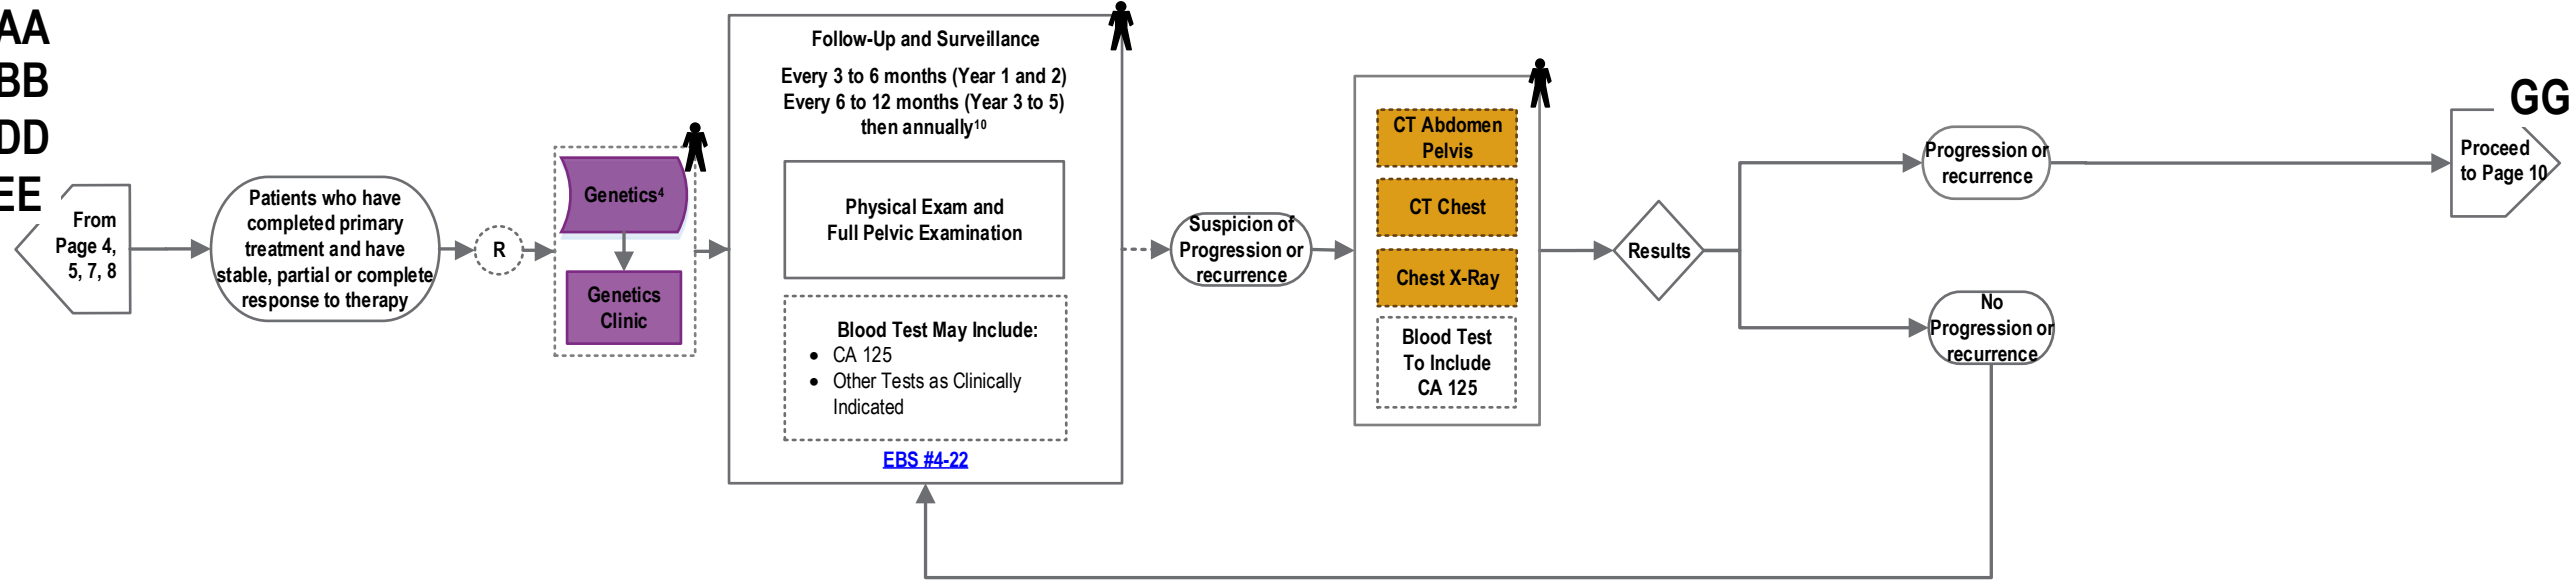 AA
BB
DD
EE
From
Page 4,
5, 7, 8
Patients who have
completed primary
treatment and have
stable, partial or complete
response to therapy
R
Genetics⁴
Genetics
Clinic
Follow-Up and Surveillance
Every 3 to 6 months (Year 1 and 2)
Every 6 to 12 months (Year 3 to 5)
then annually¹⁰
Physical Exam and
Full Pelvic Examination
Blood Test May Include:
• CA 125
• Other Tests as Clinically
Indicated
EBS #4-22
Suspicion of
Progression or
recurrence
CT Abdomen
Pelvis
CT Chest
Chest X-Ray
Blood Test
To Include
CA 125
Results
Progression or
recurrence
No
Progression or
recurrence
GG
Proceed
to Page 10